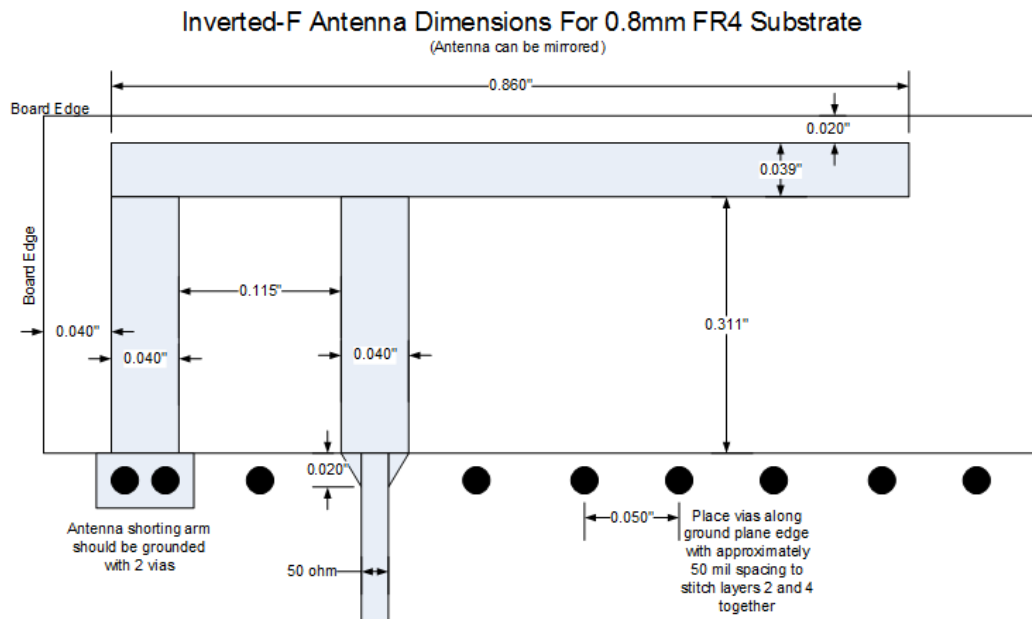 Inverted-F Antenna Dimensions For 0.8mm FR4 Substrate
(Antenna can be mirrored)
0.860"
Board Edge
0.020"
0.039"
Board Edge
0.115"
0.311"
0.040"
0.040"
0.040"
0.020"
0.050"
Antenna shorting arm
should be grounded
with 2 vias
50 ohm
Place vias along
ground plane edge
with approximately
50 mil spacing to
stitch layers 2 and 4
together